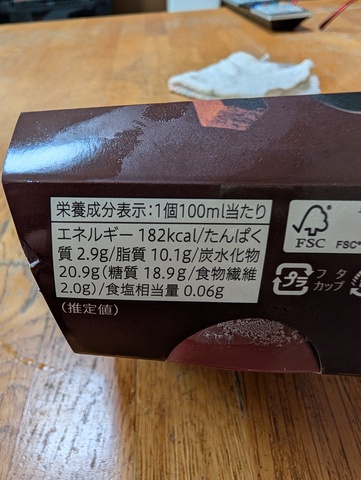 栄養成分表示:1個100ml当たり
エネルギー 182kcal/たんぱく
質 2.9g/脂質 10.1g/炭水化物
20.9g(糖質 18.9g/食物繊維
2.0g)/食塩相当量 0.06g
(推定値)
FSC
FSC®
プラ
フタ
カップ